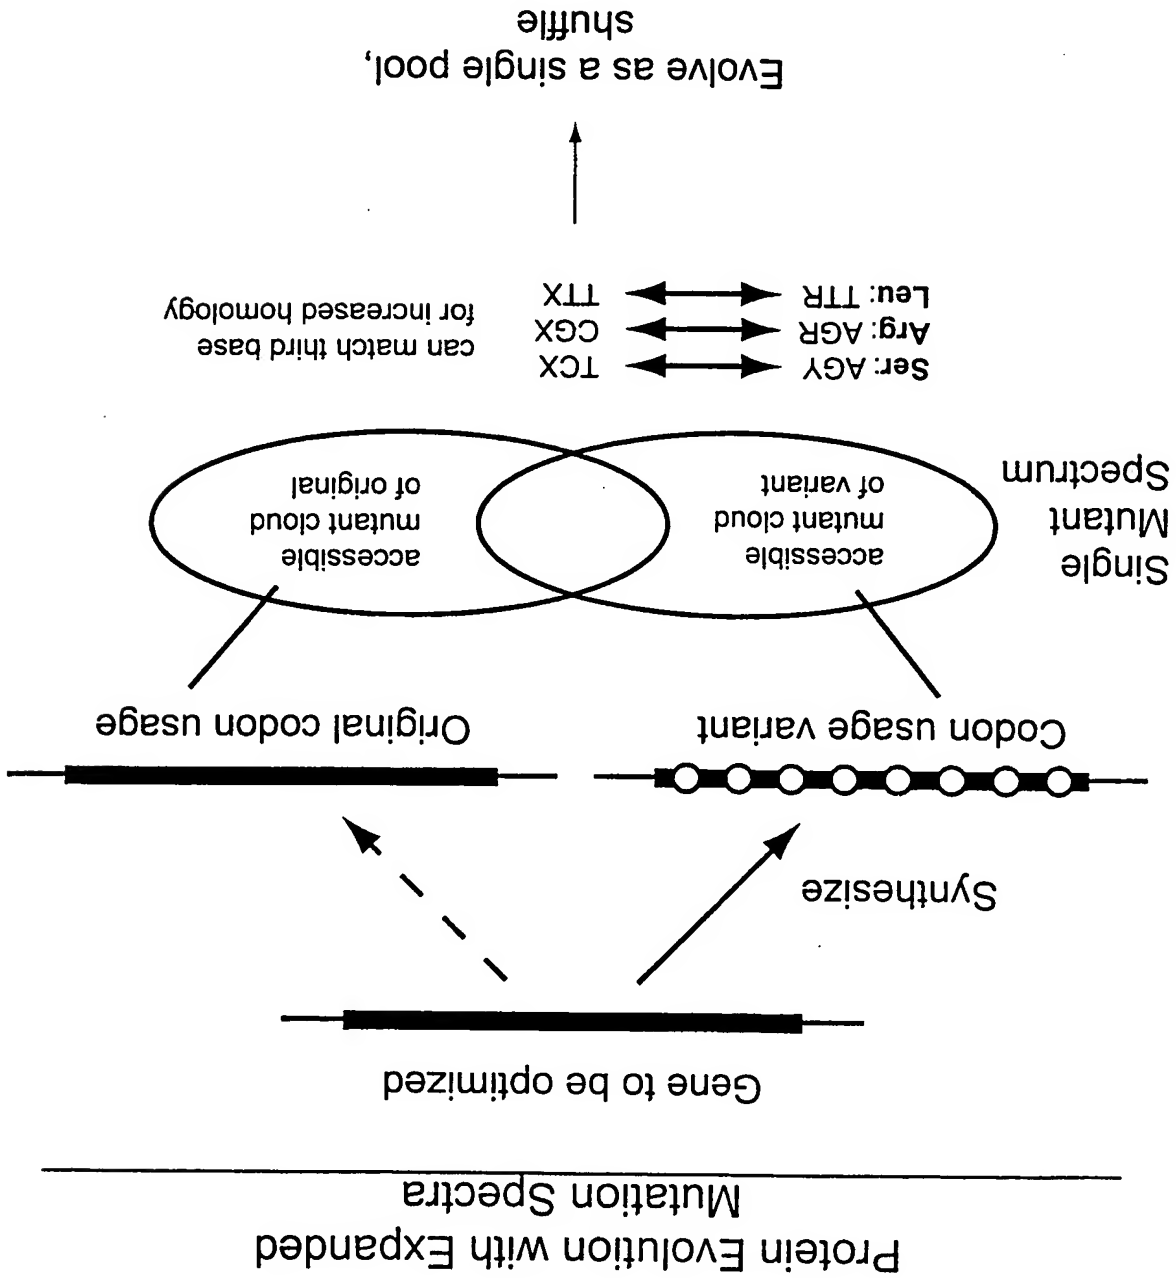 Protein Evolution with Expanded
Mutation Spectra
Gene to be optimized
Synthesize
Codon usage variant
Original codon usage
Single
Mutant
Spectrum
accessible
mutant cloud
of variant
accessible
mutant cloud
of original
Ser: AGY TCX
Arg: AGR CGX
Leu: TTR TTX
can match third base
for increased homology
Evolve as a single pool,
shuffle